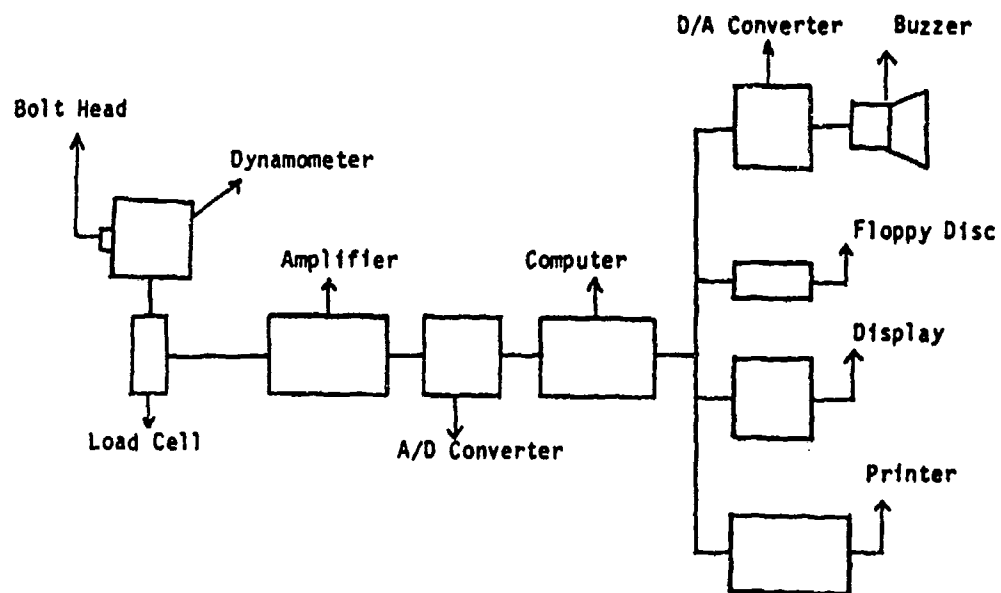 D/A Converter
Buzzer
Bolt Head
Dynamometer
Floppy Disc
Amplifier
Computer
Display
Load Cell
A/D Converter
Printer